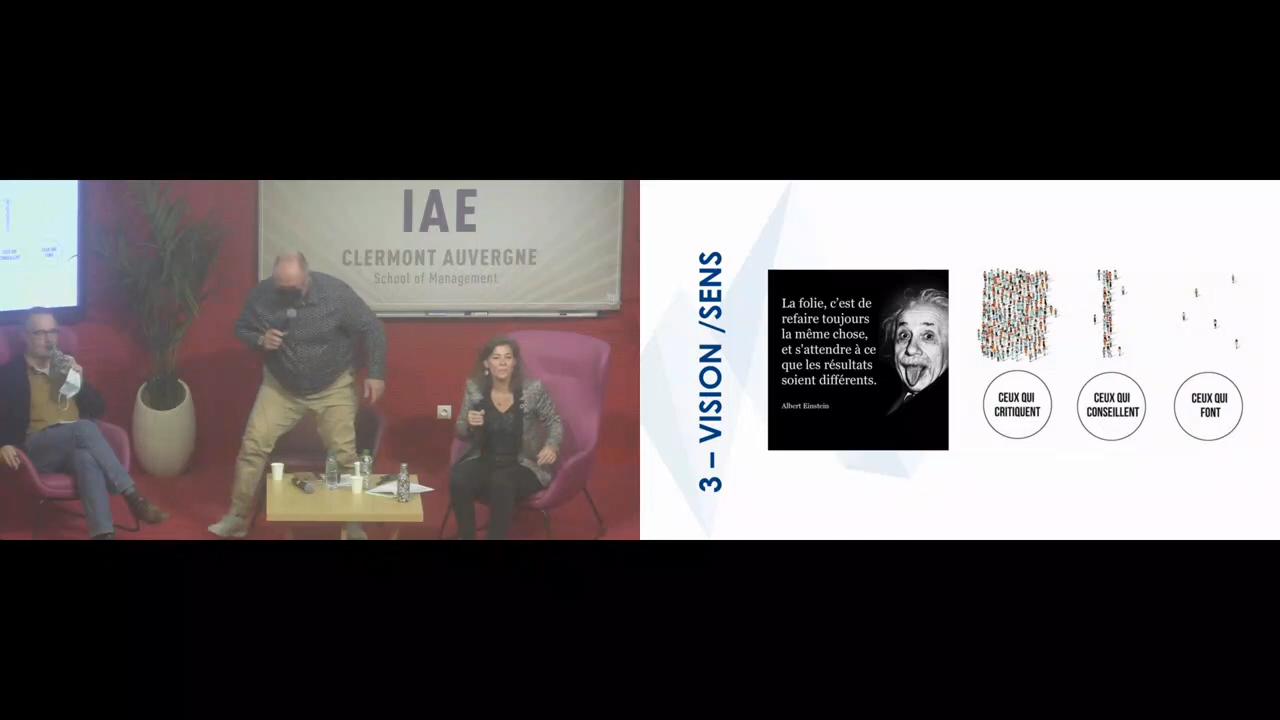 IAE
CLERMONT AUVERGNE
School of Management
3 – VISION /SENS
La folie, c'est de
refaire toujours
la même chose,
et s'attendre à ce
que les résultats
soient différents.
Albert Einstein
CEUX QUI
CRITIQUENT
CEUX QUI
CONSEILLENT
CEUX QUI
FONT